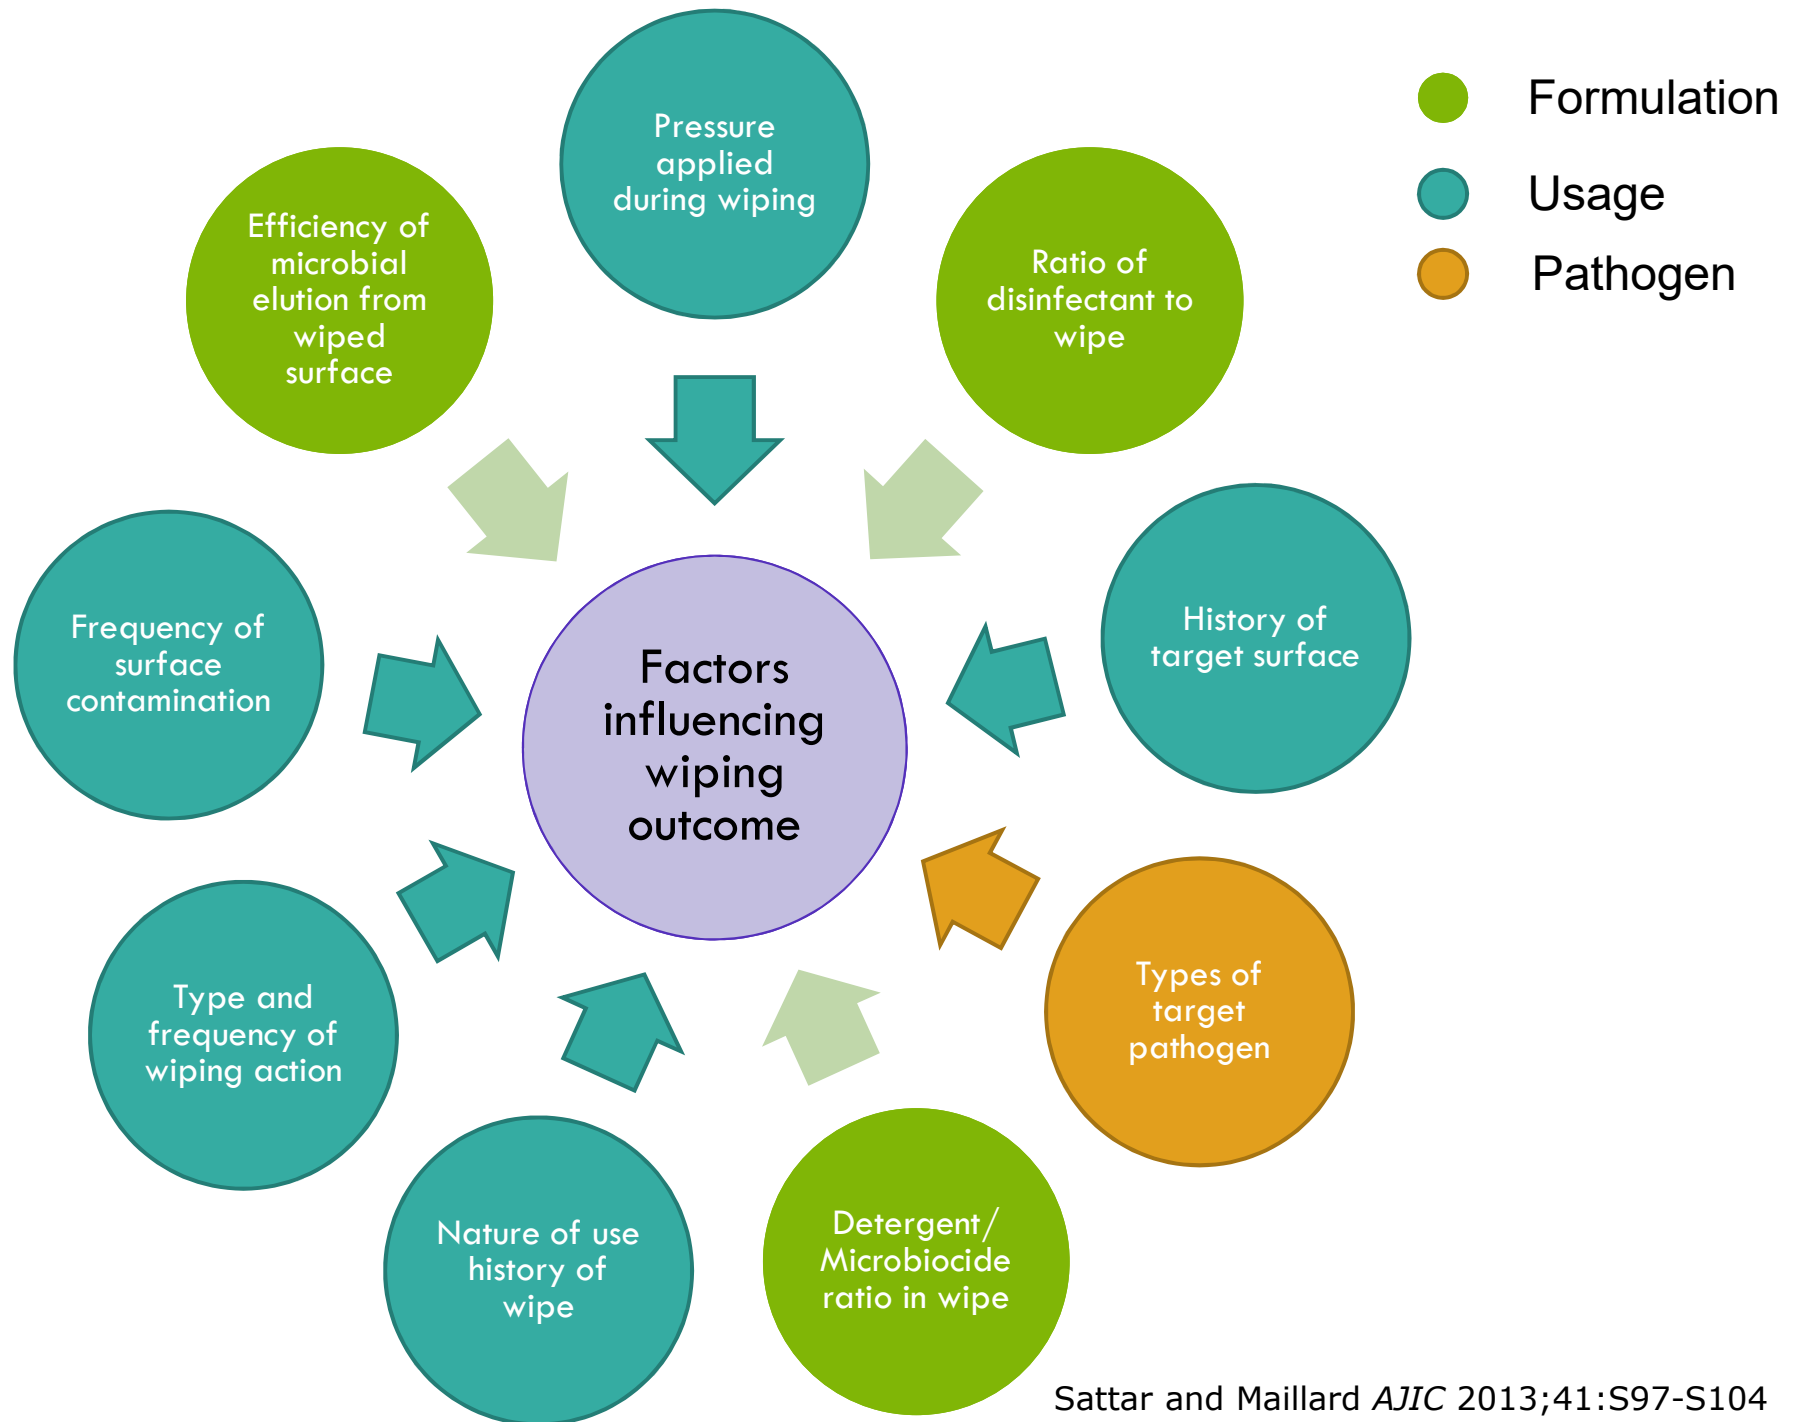 Pressure
applied
during wiping
Formulation
Usage
Pathogen
Efficiency of
microbial
elution from
wiped
surface
Ratio of
disinfectant to
wipe
Frequency of
surface
contamination
Factors
influencing
wiping
outcome
History of
target surface
Type and
frequency of
wiping action
Types of
target
pathogen
Nature of use
history of
wipe
Detergent/
Microbiocide
ratio in wipe
Sattar and Maillard AJIC 2013;41:S97-S104